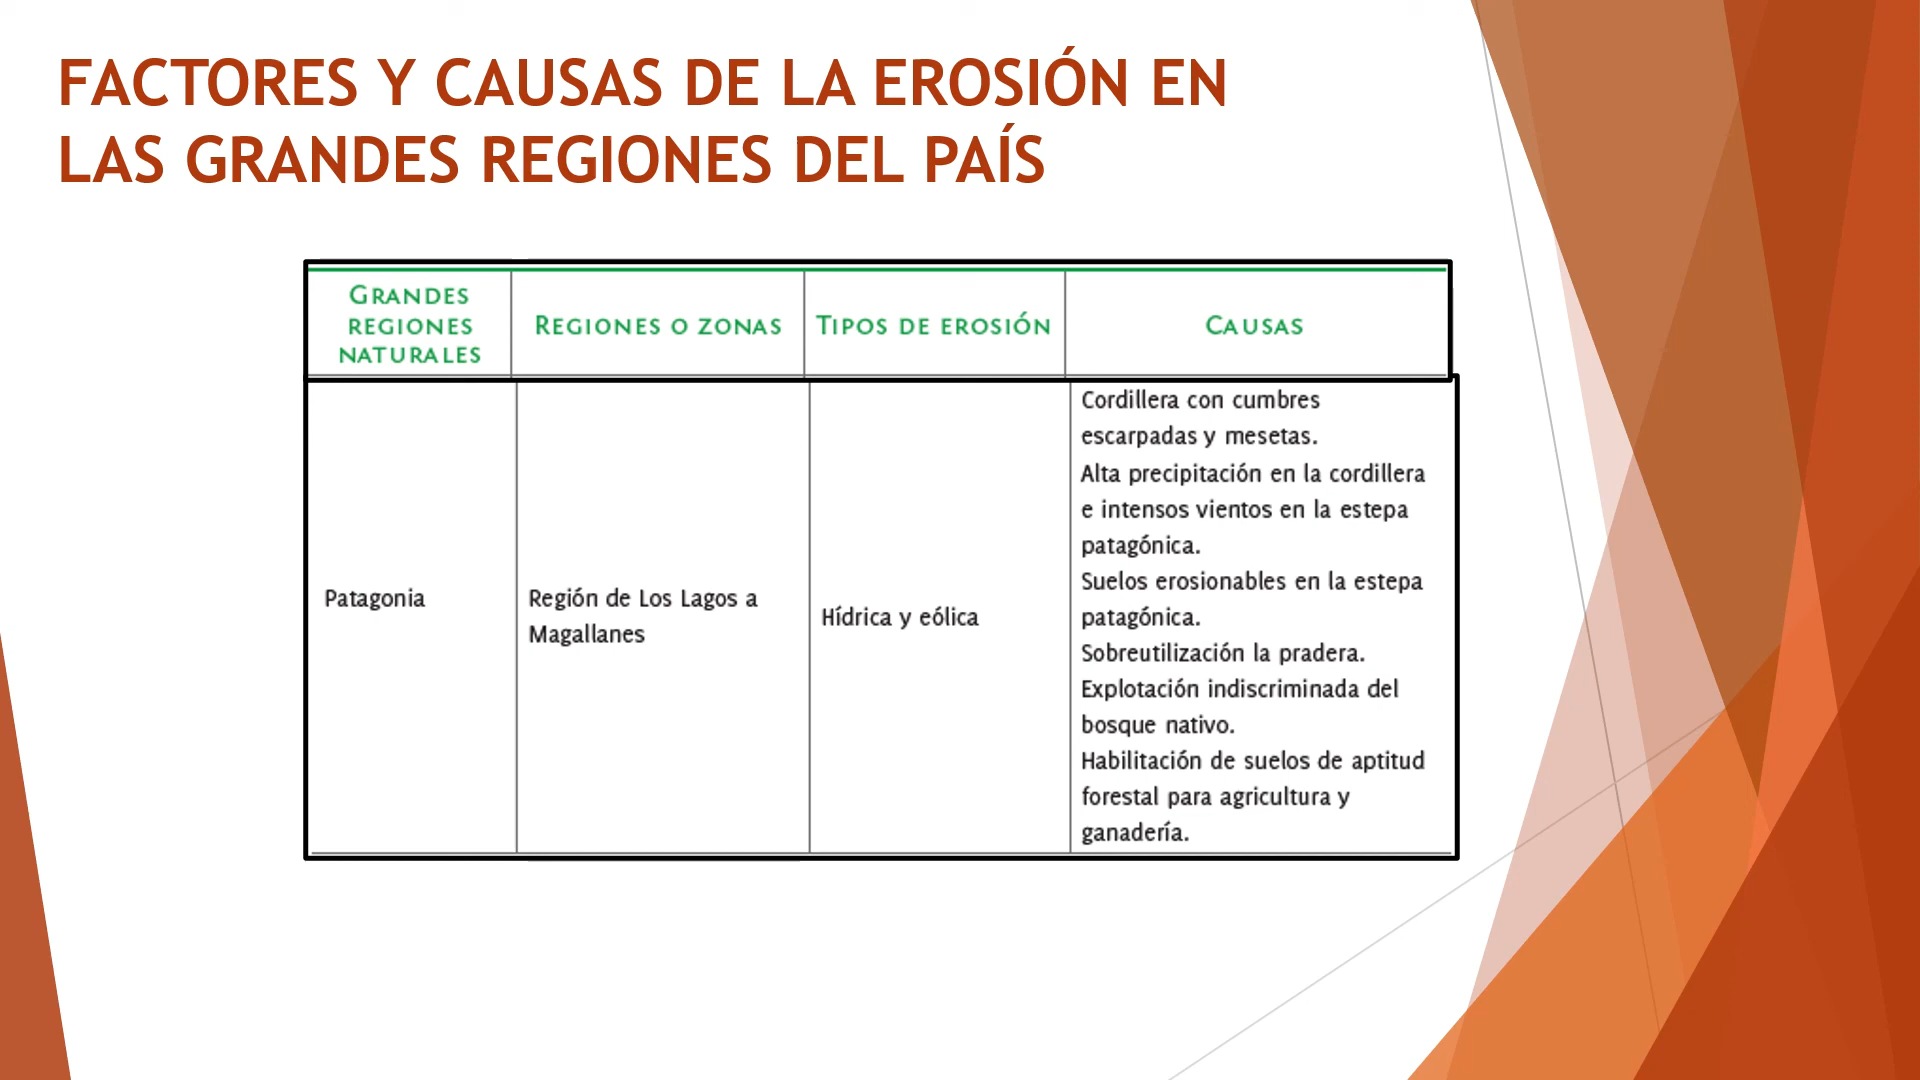 FACTORES Y CAUSAS DE LA EROSIÓN EN
LAS GRANDES REGIONES DEL PAÍS
GRANDES
REGIONES
NATURALES
REGIONES O ZONAS
TIPOS DE EROSIÓN
CAUSAS
Patagonia
Región de Los Lagos a
Magallanes
Hídrica y eólica
Cordillera con cumbres
escarpadas y mesetas.
Alta precipitación en la cordillera
e intensos vientos en la estepa
patagónica.
Suelos erosionables en la estepa
patagónica.
Sobreutilización la pradera.
Explotación indiscriminada del
bosque nativo.
Habilitación de suelos de aptitud
forestal para agricultura y
ganadería.